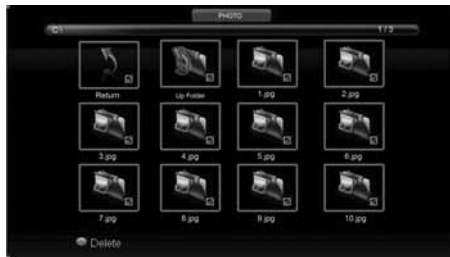 PHOTO
C:\ 1/3
Return Up Folder 1.jpg 2.jpg
3.jpg 4.jpg 5.jpg 6.jpg
7.jpg 8.jpg 9.jpg 10.jpg
Delete